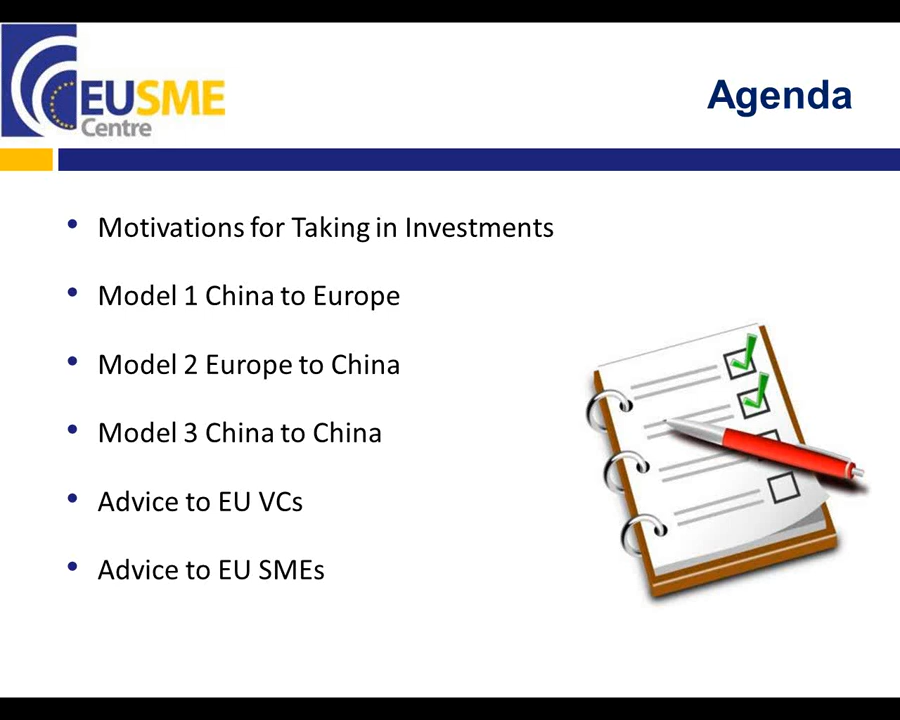 EUSME
Centre
Agenda
• Motivations for Taking in Investments
• Model 1 China to Europe
• Model 2 Europe to China
• Model 3 China to China
• Advice to EU VCs
• Advice to EU SMEs